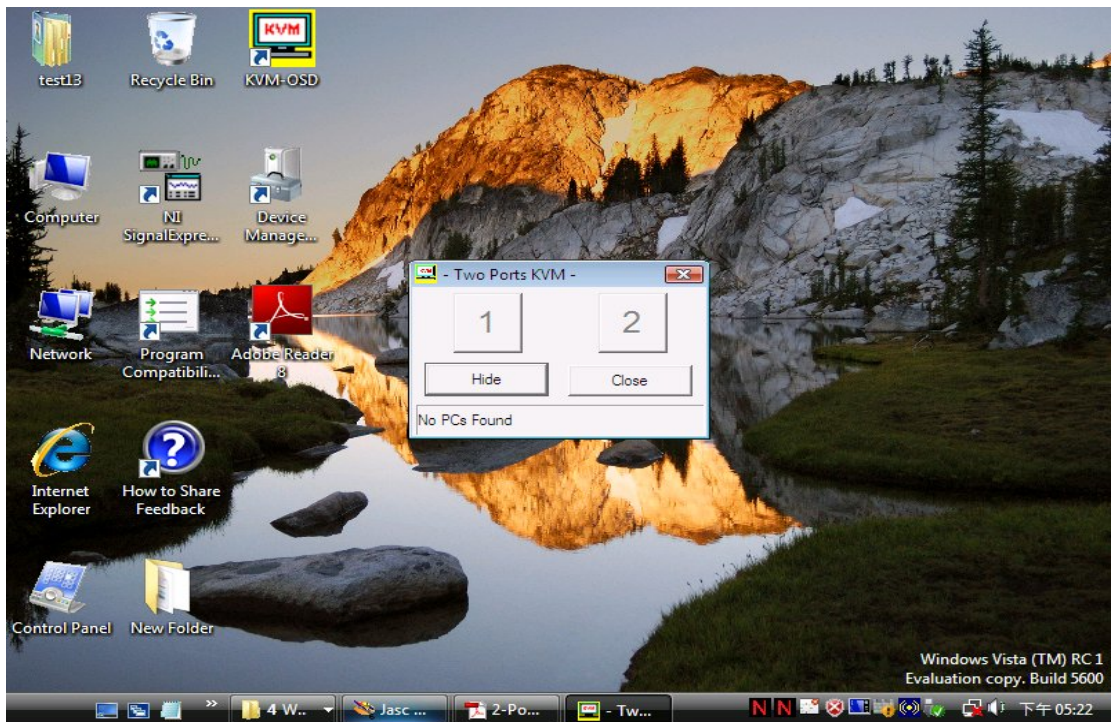 KVM
test13
Recycle Bin
KVM-OSD
Computer
NI
SignalExpre...
Device
Manage...
Network
Program
Compatibili...
Adobe Reader
8
Internet
Explorer
How to Share
Feedback
Control Panel
New Folder
- Two Ports KVM -
1
2
Hide
Close
No PCs Found
Windows Vista (TM) RC 1
Evaluation copy. Build 5600
4 W..
Jasc ...
2-Po...
- Tw...
N N
下午 05:22